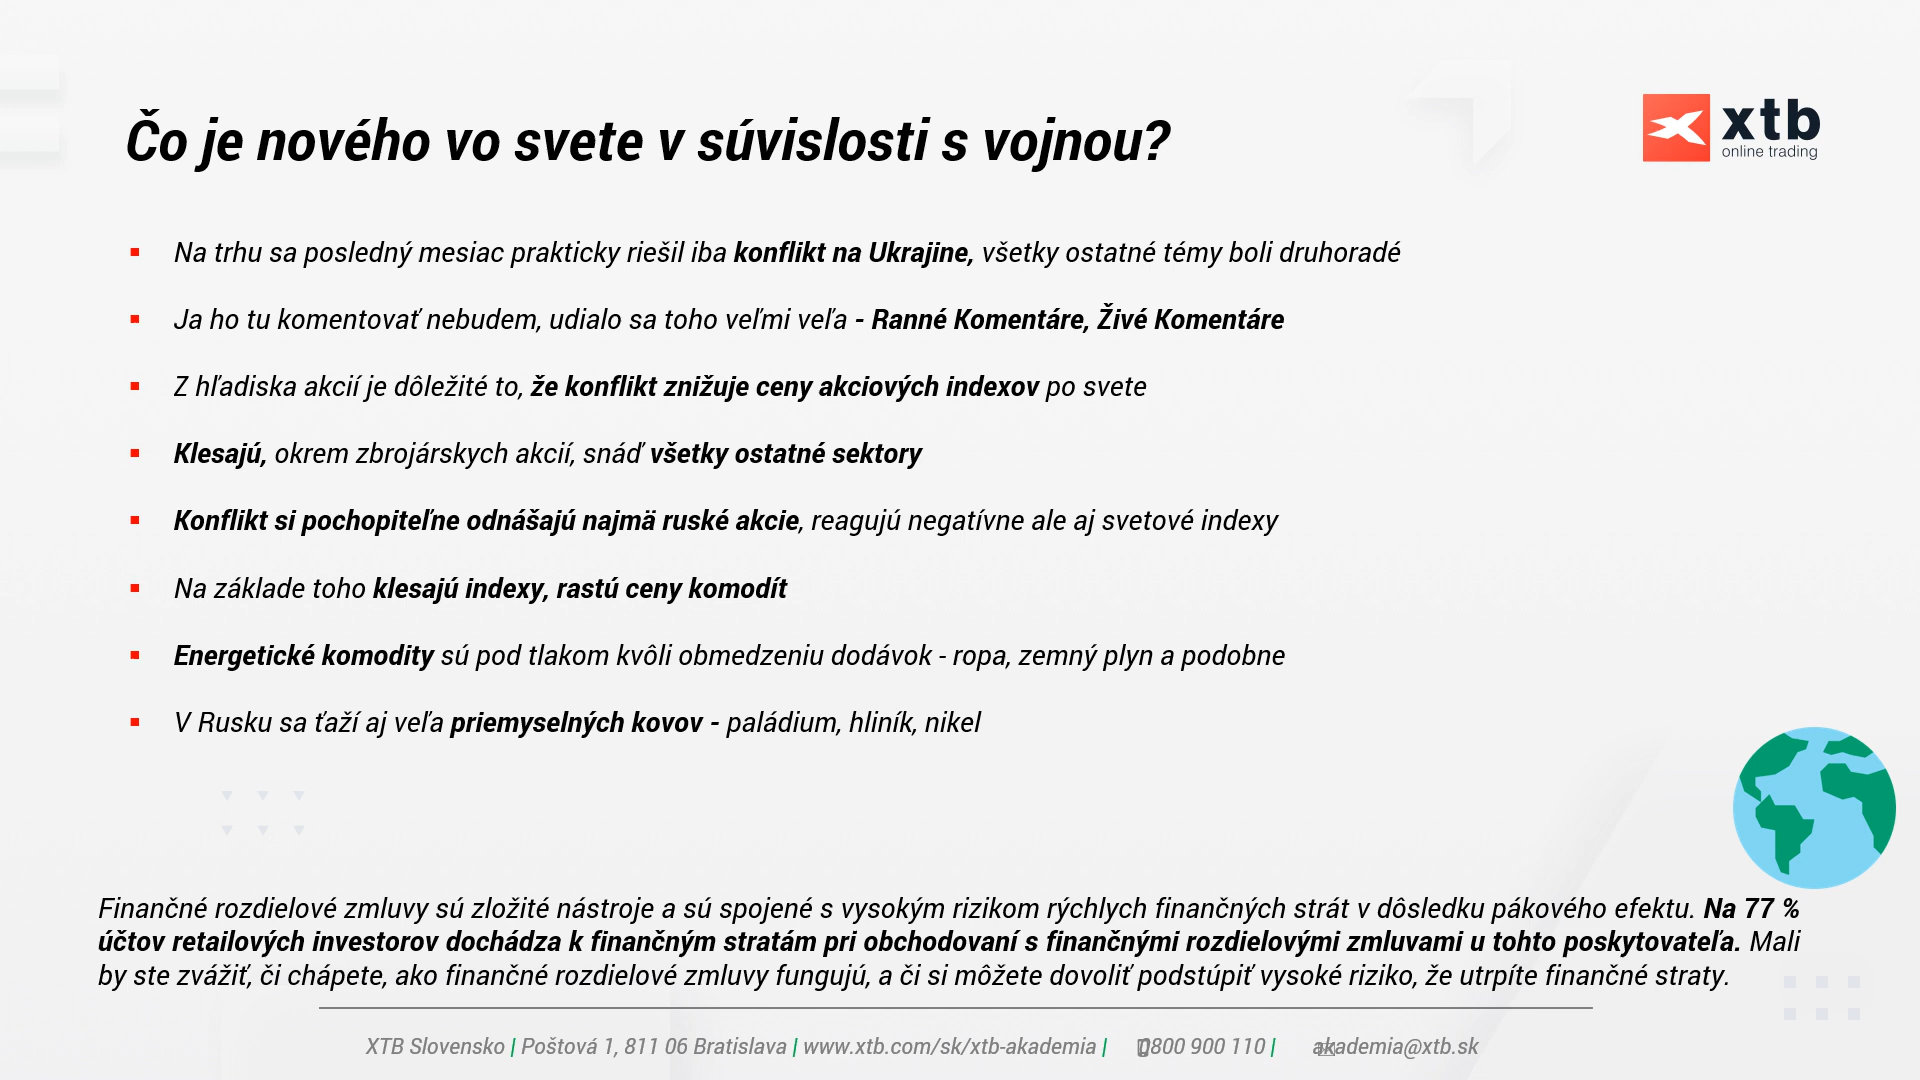 Čo je nového vo svete v súvislosti s vojnou?
xtb
online trading
Na trhu sa posledný mesiac prakticky riešil iba konflikt na Ukrajine, všetky ostatné témy boli druhoradé
Ja ho tu komentovať nebudem, udialo sa toho veľmi veľa - Ranné Komentáre, Živé Komentáre
Z hľadiska akcií je dôležité to, že konflikt znižuje ceny akciových indexov po svete
Klesajú, okrem zbrojárskych akcií, snáď všetky ostatné sektory
Konflikt si pochopiteľne odnášajú najmä ruské akcie, reagujú negatívne ale aj svetové indexy
Na základe toho klesajú indexy, rastú ceny komodít
Energetické komodity sú pod tlakom kvôli obmedzeniu dodávok - ropa, zemný plyn a podobne
V Rusku sa ťaží aj veľa priemyselných kovov - paládium, hliník, nikel
Finančné rozdielové zmluvy sú zložité nástroje a sú spojené s vysokým rizikom rýchlych finančných strát v dôsledku pákového efektu. Na 77 %
účtov retailových investorov dochádza k finančným stratám pri obchodovaní s finančnými rozdielovými zmluvami u tohto poskytovateľa. Mali
by ste zvážiť, či chápete, ako finančné rozdielové zmluvy fungujú, a či si môžete dovoliť podstúpiť vysoké riziko, že utrpíte finančné straty.
XTB Slovensko | Poštová 1, 811 06 Bratislava | www.xtb.com/sk/xtb-akademia | 0800 900 110 | akademia@xtb.sk